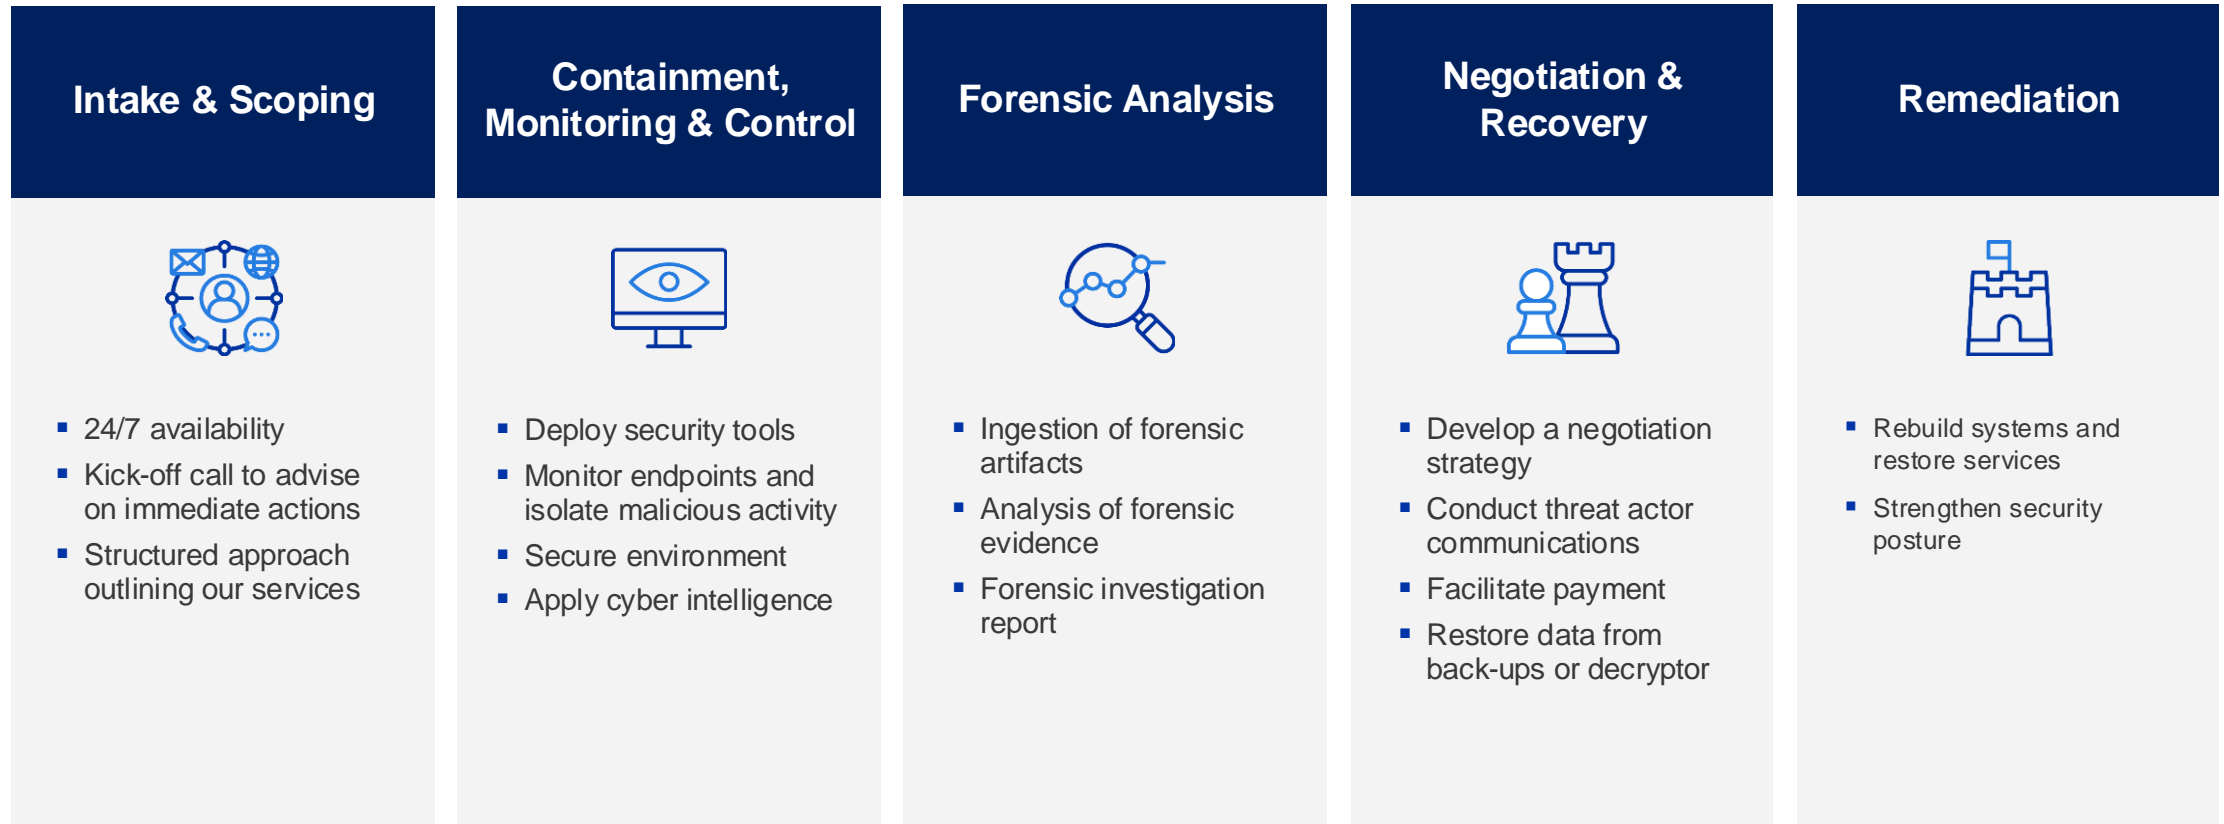 Intake & Scoping
24/7 availability
Kick-off call to advise
on immediate actions
Structured approach
outlining our services
Containment,
Monitoring & Control
Deploy security tools
Monitor endpoints and
isolate malicious activity
Secure environment
Apply cyber intelligence
Forensic Analysis
Ingestion of forensic
artifacts
Analysis of forensic
evidence
Forensic investigation
report
Negotiation &
Recovery
Develop a negotiation
strategy
Conduct threat actor
communications
Facilitate payment
Restore data from
back-ups or decryptor
Remediation
Rebuild systems and
restore services
Strengthen security
posture